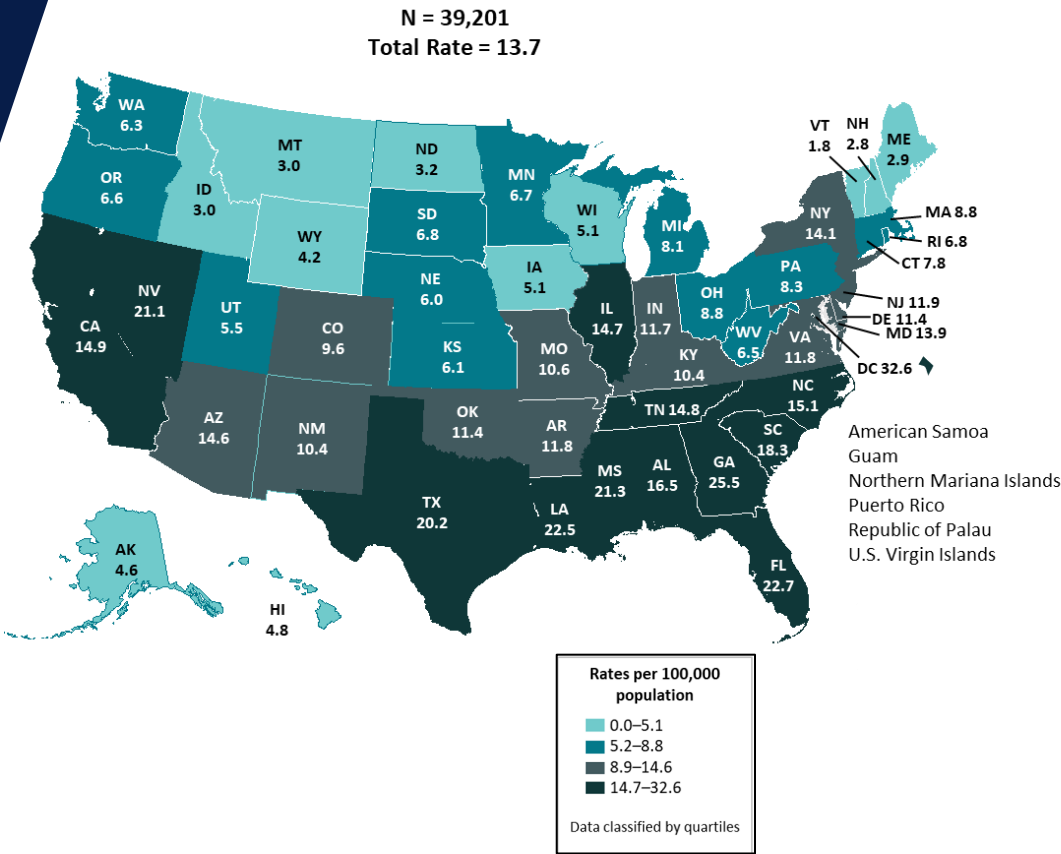 N = 39,201
Total Rate = 13.7
WA
6.3
OR
6.6
ID
3.0
MT
3.0
WY
4.2
ND
3.2
SD
6.8
NE
6.0
KS
6.1
MN
6.7
WI
5.1
IA
5.1
MI
8.1
NV
21.1
CA
14.9
UT
5.5
CO
9.6
AZ
14.6
NM
10.4
OK
11.4
TX
20.2
MO
10.6
AR
11.8
IL
14.7
IN
11.7
OH
8.8
KY
10.4
WV
6.5
VA
11.8
PA
8.3
NY
14.1
VT
1.8
NH
2.8
ME
2.9
MA 8.8
RI 6.8
CT 7.8
NJ 11.9
DE 11.4
MD 13.9
DC 32.6
NC
15.1
TN 14.8
SC
18.3
MS
21.3
AL
16.5
GA
25.5
LA
22.5
FL
22.7
AK
4.6
HI
4.8
American Samoa
Guam
Northern Mariana Islands
Puerto Rico
Republic of Palau
U.S. Virgin Islands
Rates per 100,000
population
0.0–5.1
5.2–8.8
8.9–14.6
14.7–32.6
Data classified by quartiles